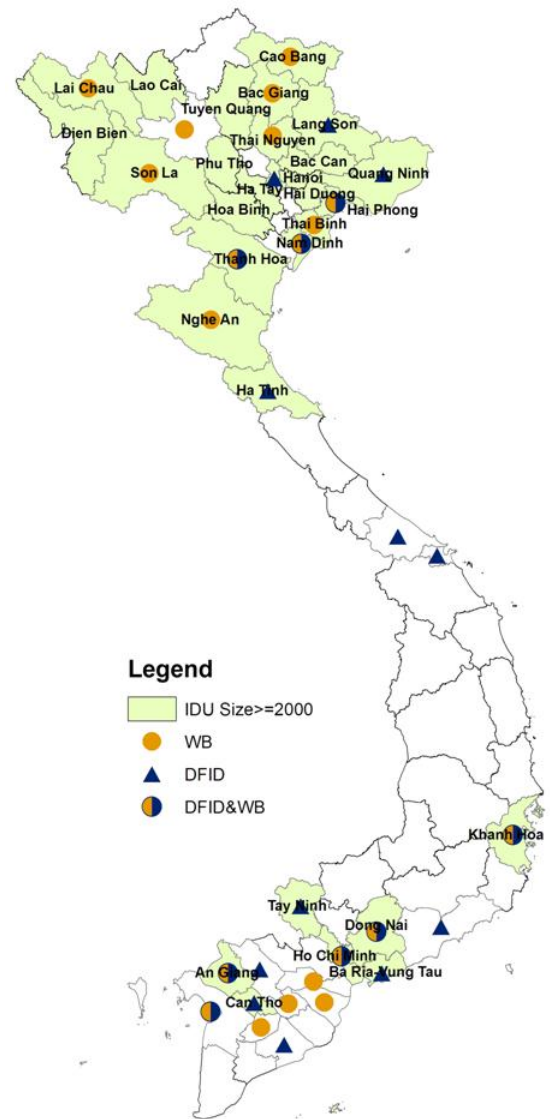 Cao Bang
Lai Chau
Lao Cai
Bac Giang
Tuyen Quang
Lang Son
Dien Bien
Thai Nguyen
Phu Tho
Bac Can
Son La
Hanoi
Quang Ninh
Ha Tay
Hai Duong
Hoa Binh
Hai Phong
Thai Binh
Nam Dinh
Thanh Hoa
Nghe An
Ha Tinh
Legend
IDU Size>=2000
WB
DFID
DFID&WB
Khanh Hoa
Tay Ninh
Dong Nai
Ho Chi Minh
An Giang
Ba Ria-Vung Tau
Can Tho